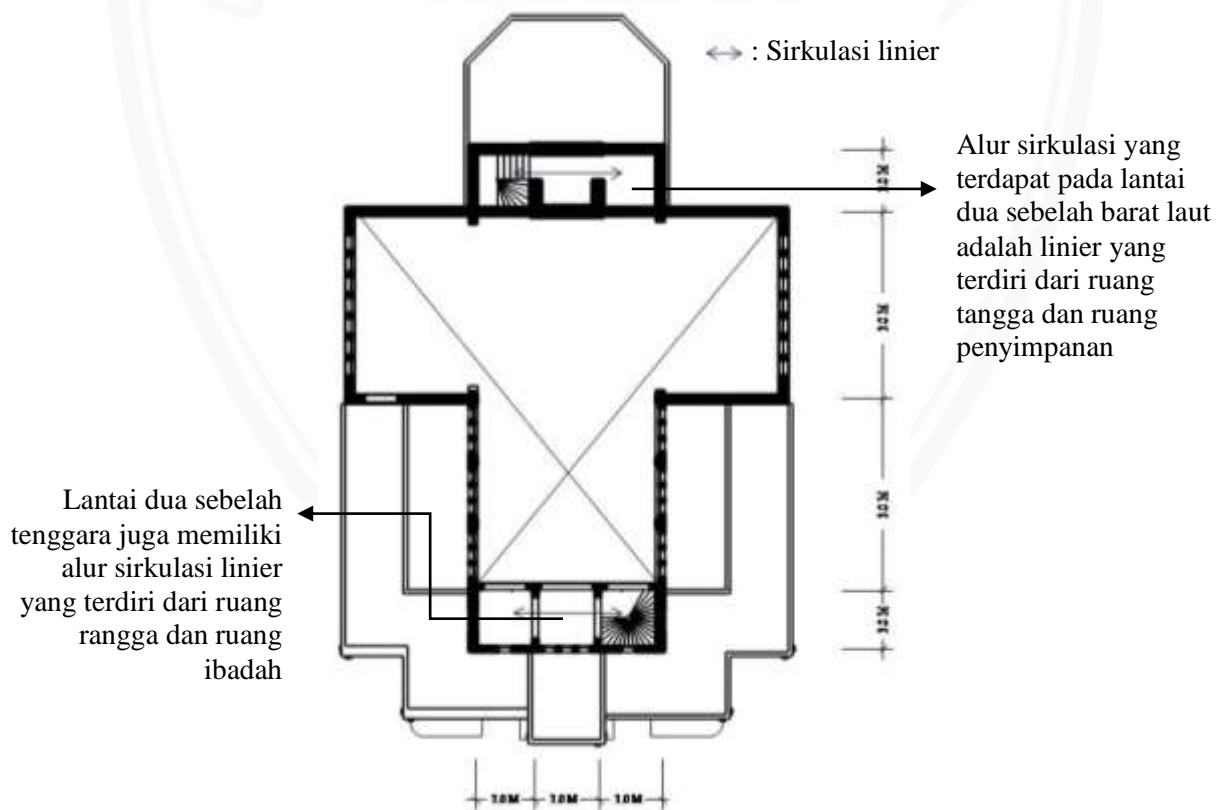 : Sirkulasi linier
Alur sirkulasi yang
terdapat pada lantai
dua sebelah barat laut
adalah linier yang
terdiri dari ruang
tangga dan ruang
penyimpanan
Lantai dua sebelah
tenggara juga memiliki
alur sirkulasi linier
yang terdiri dari ruang
rangga dan ruang
ibadah